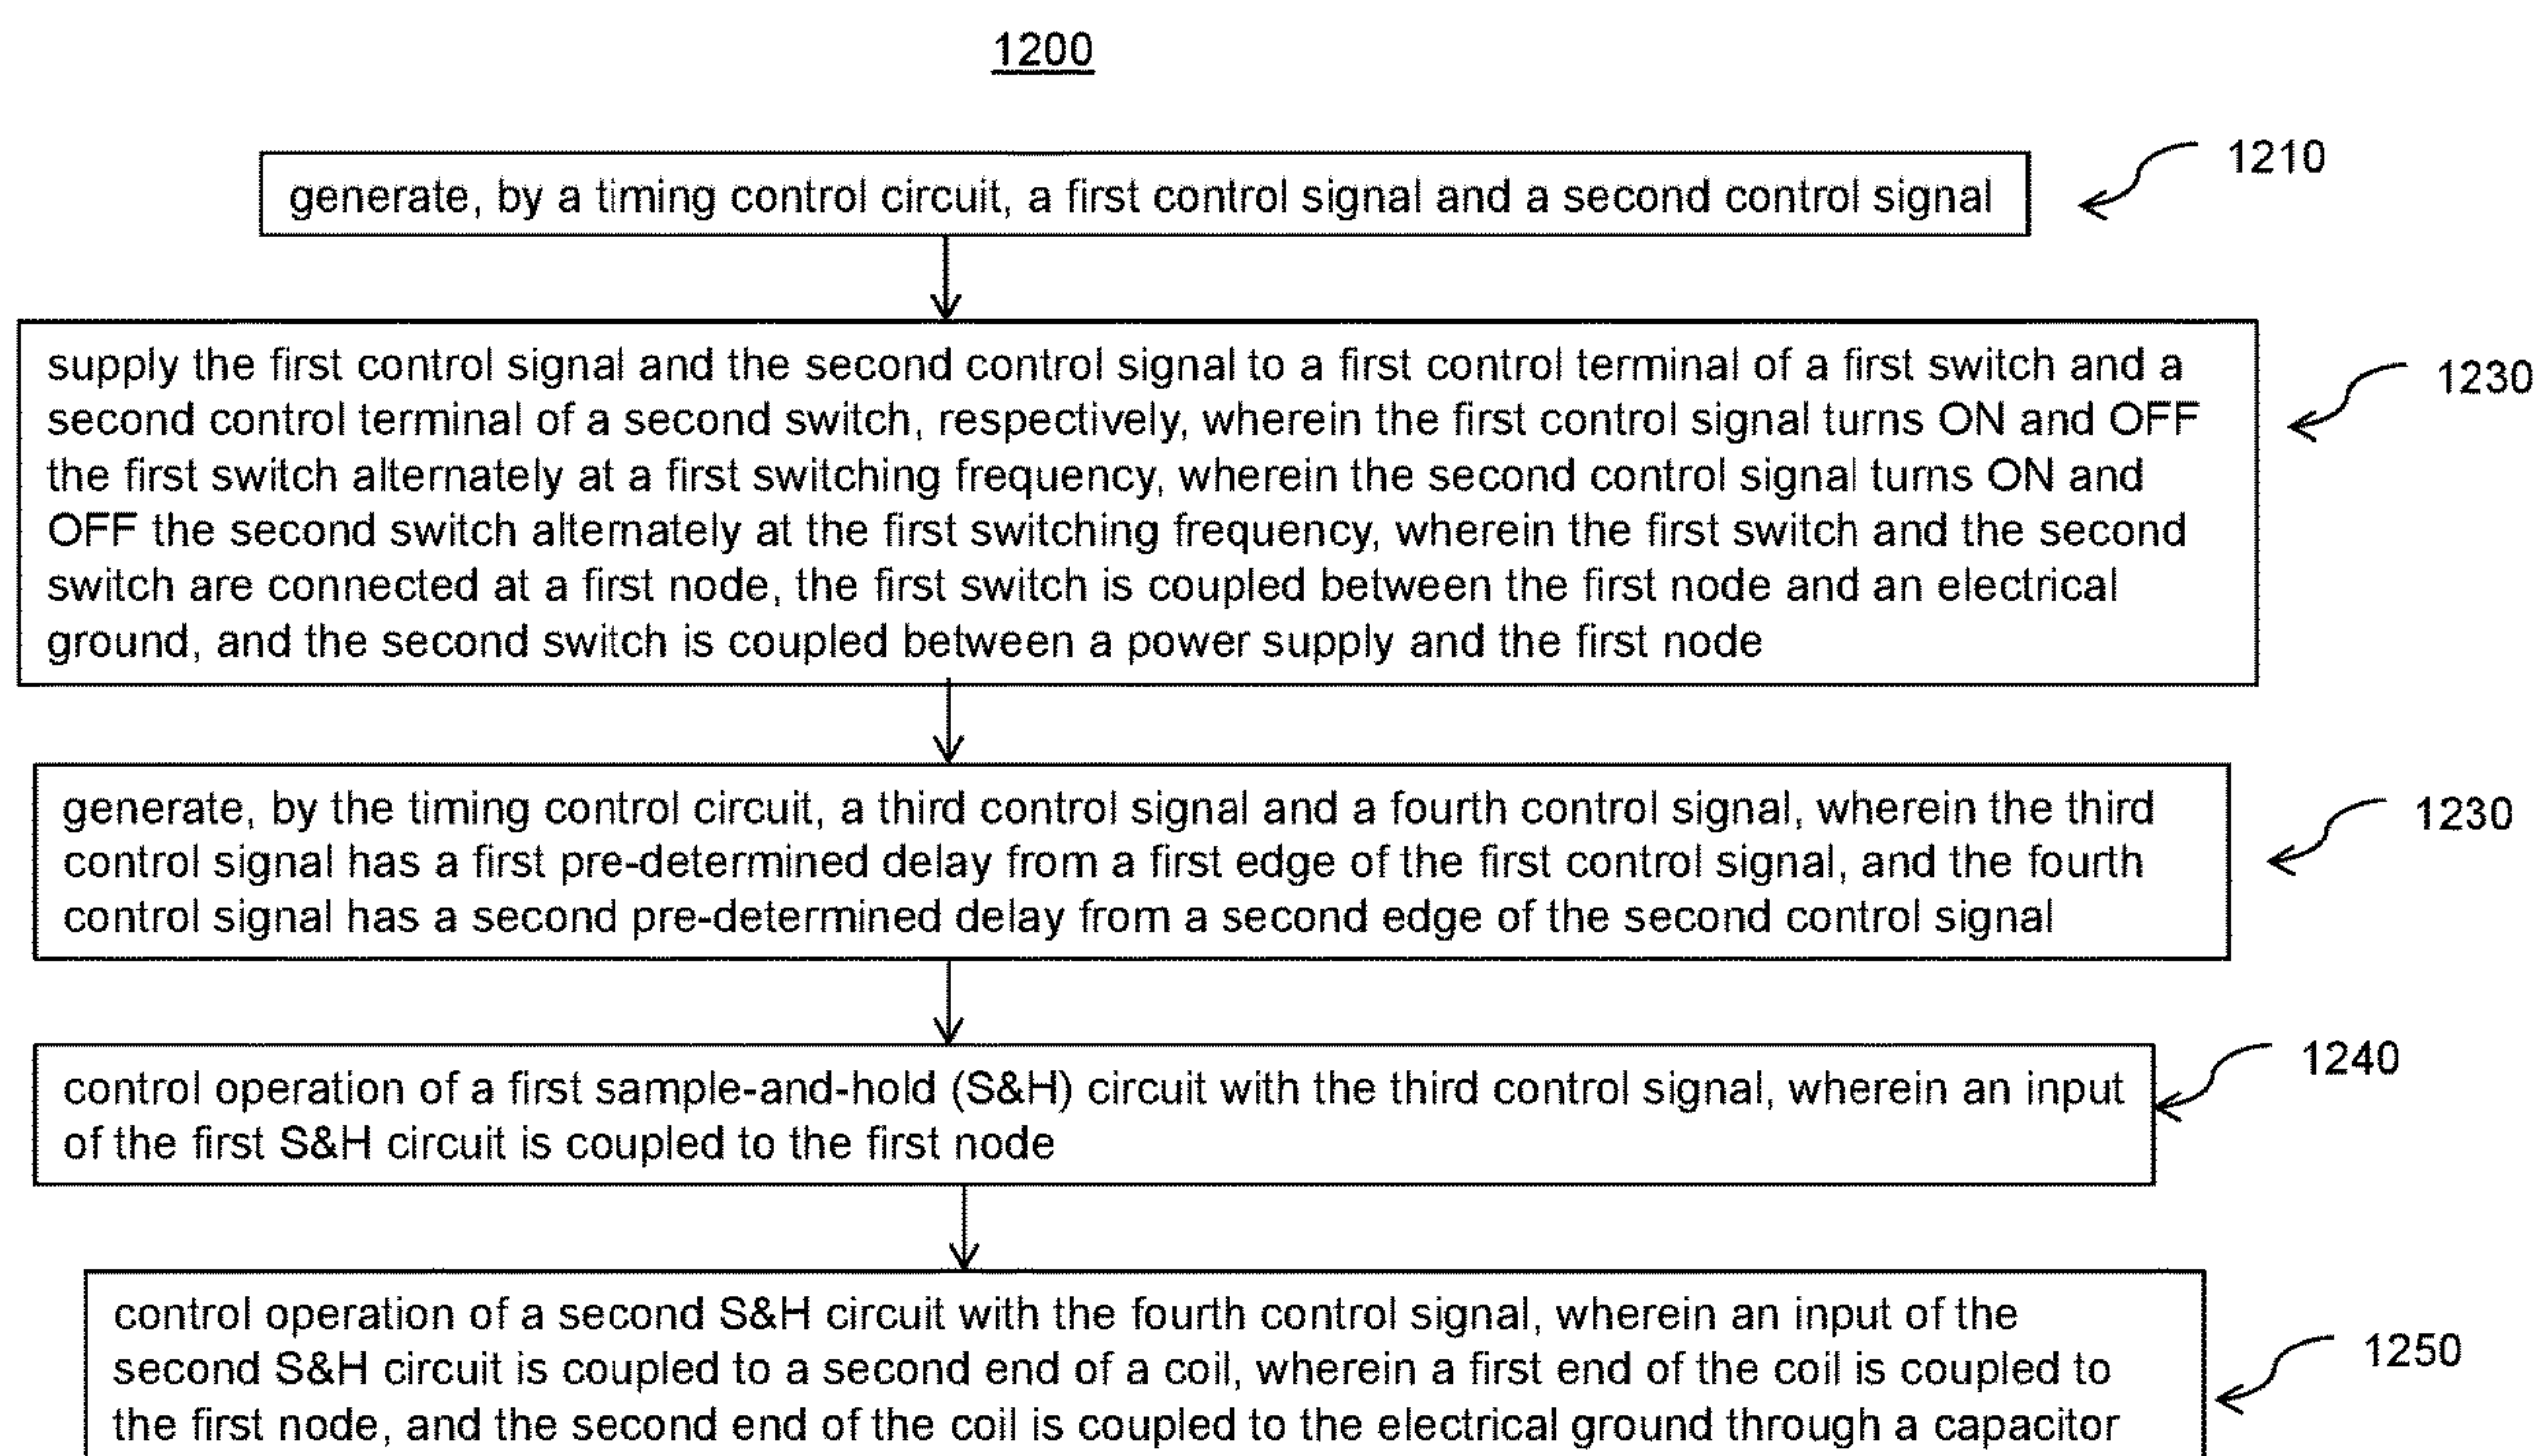 1200
generate, by a timing control circuit, a first control signal and a second control signal
1210
supply the first control signal and the second control signal to a first control terminal of a first switch and a
second control terminal of a second switch, respectively, wherein the first control signal turns ON and OFF
the first switch alternately at a first switching frequency, wherein the second control signal turns ON and
OFF the second switch alternately at the first switching frequency, wherein the first switch and the second
switch are connected at a first node, the first switch is coupled between the first node and an electrical
ground, and the second switch is coupled between a power supply and the first node
1230
generate, by the timing control circuit, a third control signal and a fourth control signal, wherein the third
control signal has a first pre-determined delay from a first edge of the first control signal, and the fourth
control signal has a second pre-determined delay from a second edge of the second control signal
1230
control operation of a first sample-and-hold (S&H) circuit with the third control signal, wherein an input
of the first S&H circuit is coupled to the first node
1240
control operation of a second S&H circuit with the fourth control signal, wherein an input of the
second S&H circuit is coupled to a second end of a coil, wherein a first end of the coil is coupled to
the first node, and the second end of the coil is coupled to the electrical ground through a capacitor
1250